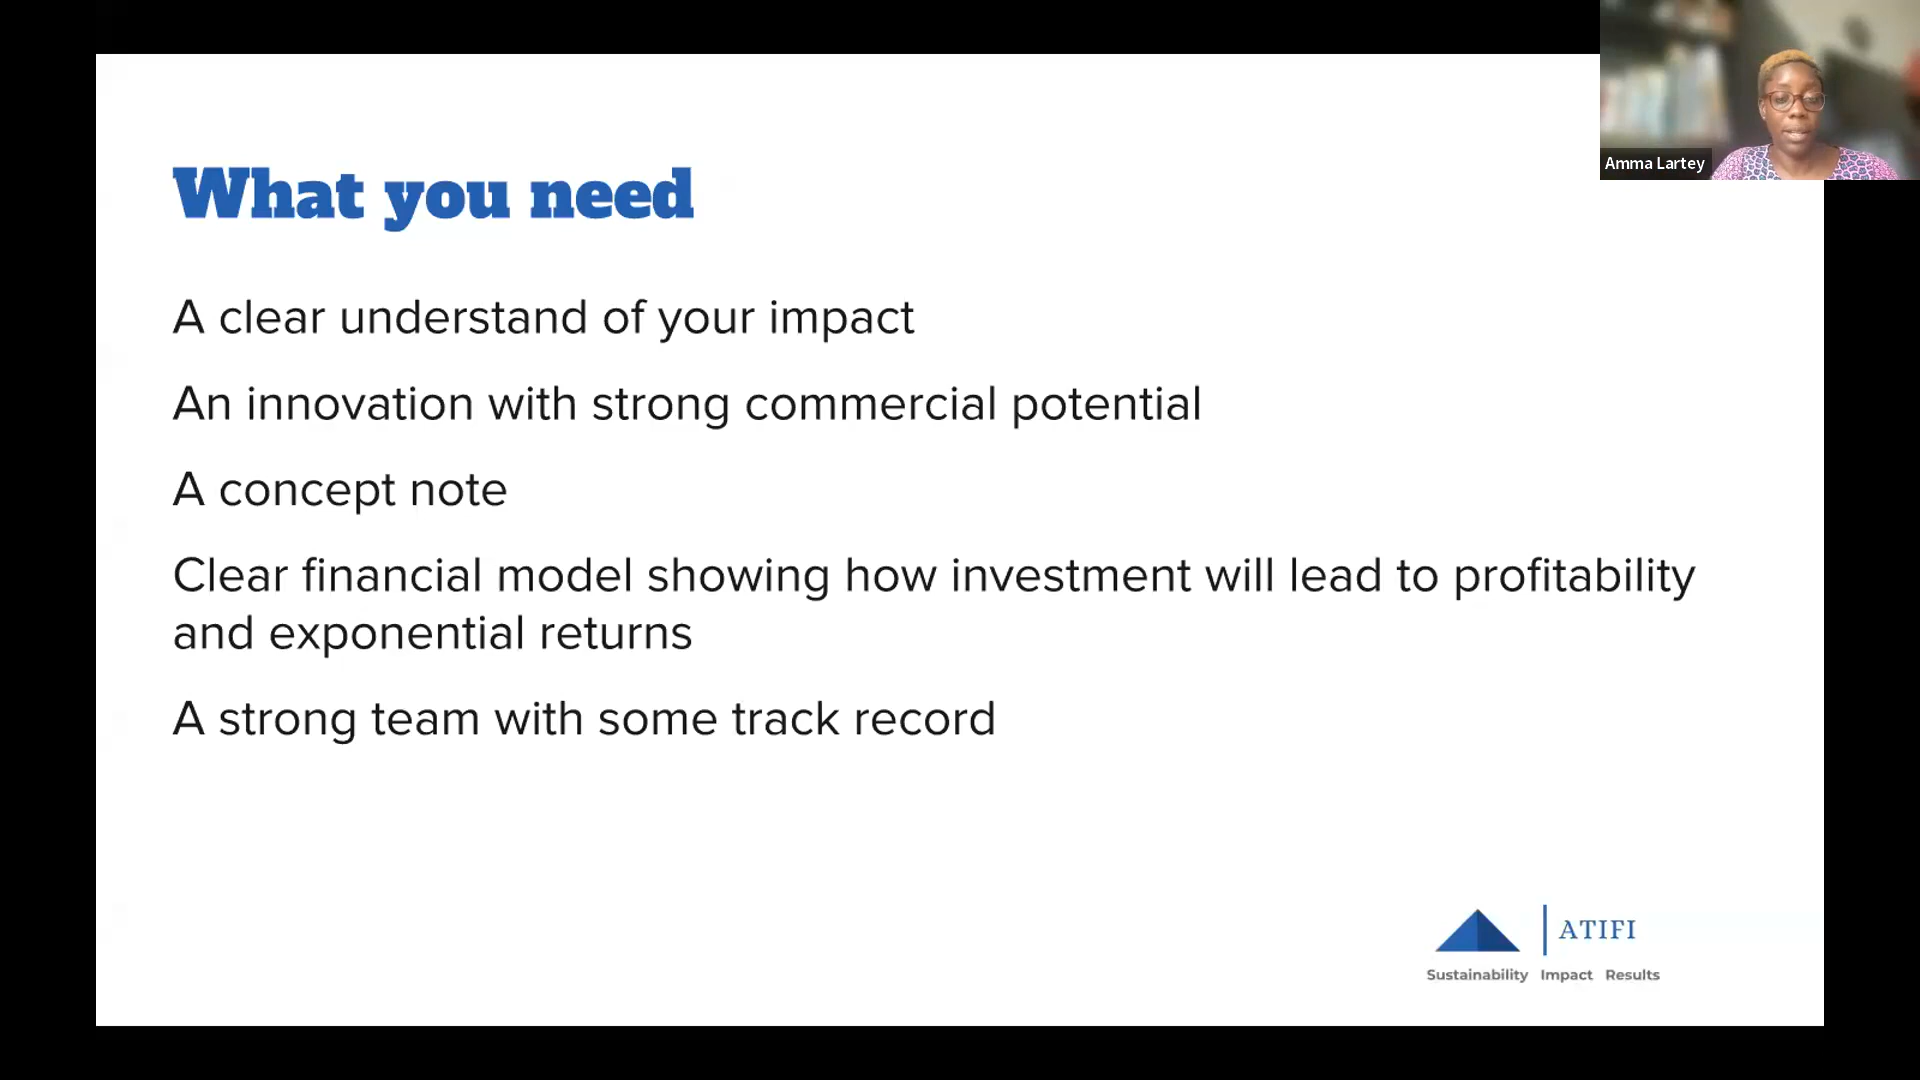 What you need
A clear understand of your impact
An innovation with strong commercial potential
A concept note
Clear financial model showing how investment will lead to profitability
and exponential returns
A strong team with some track record
Amma Lartey
ATIFI
Sustainability Impact Results